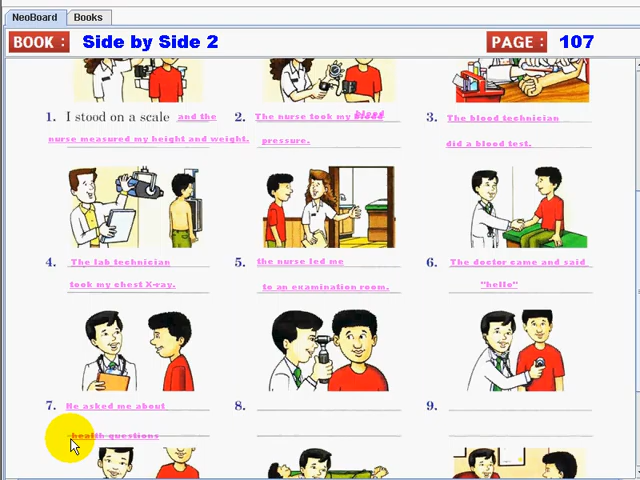 NeoBoard Books
BOOK : Side by Side 2 PAGE : 107
1. I stood on a scale and the
nurse measured my height and weight.
2. The nurse took my blood
pressure.
3. The blood technician
did a blood test.
4. The lab technician
took my chest X-ray.
5. the nurse led me
to an examination room.
6. The doctor came and said
"hello"
7. He asked me about
health questions
8.
9.